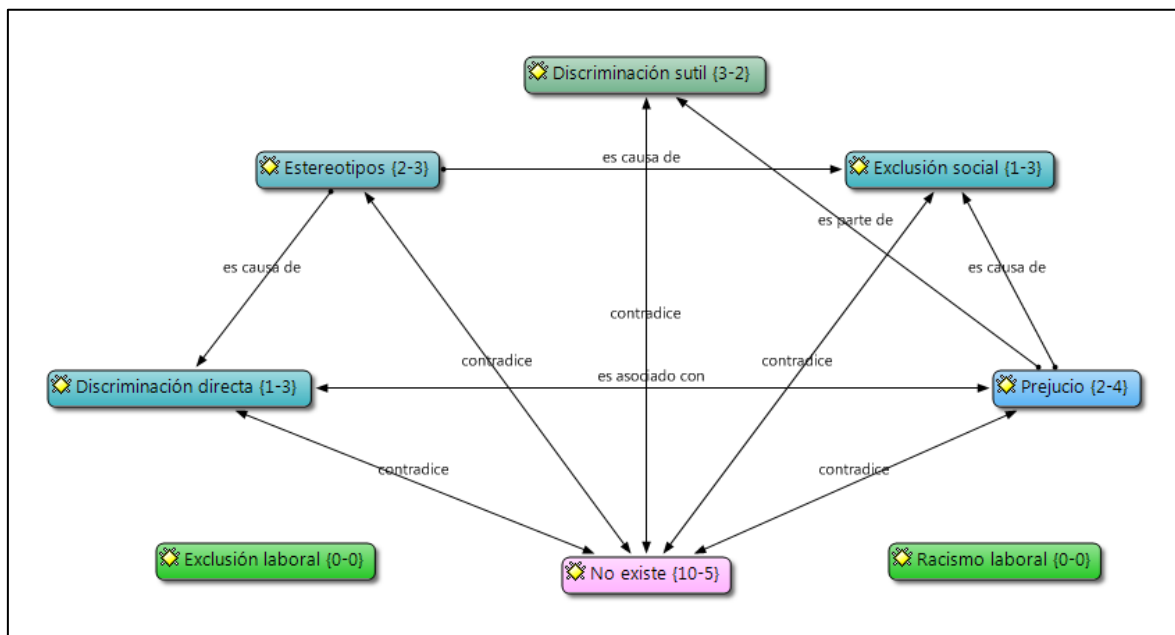 Discriminación sutil {3-2}
Estereotipos {2-3}
es causa de
Exclusión social {1-3}
es parte de
es causa de
es causa de
contradice
contradice
contradice
es asociado con
Discriminación directa {1-3}
Prejucio {2-4}
contradice
contradice
Exclusión laboral {0-0}
No existe {10-5}
Racismo laboral {0-0}